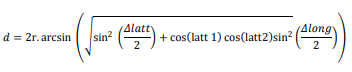 d = 2r. arcsin (√(sin² (Δlatt/2) + cos(latt 1) cos(latt2)sin² (Δlong/2)))